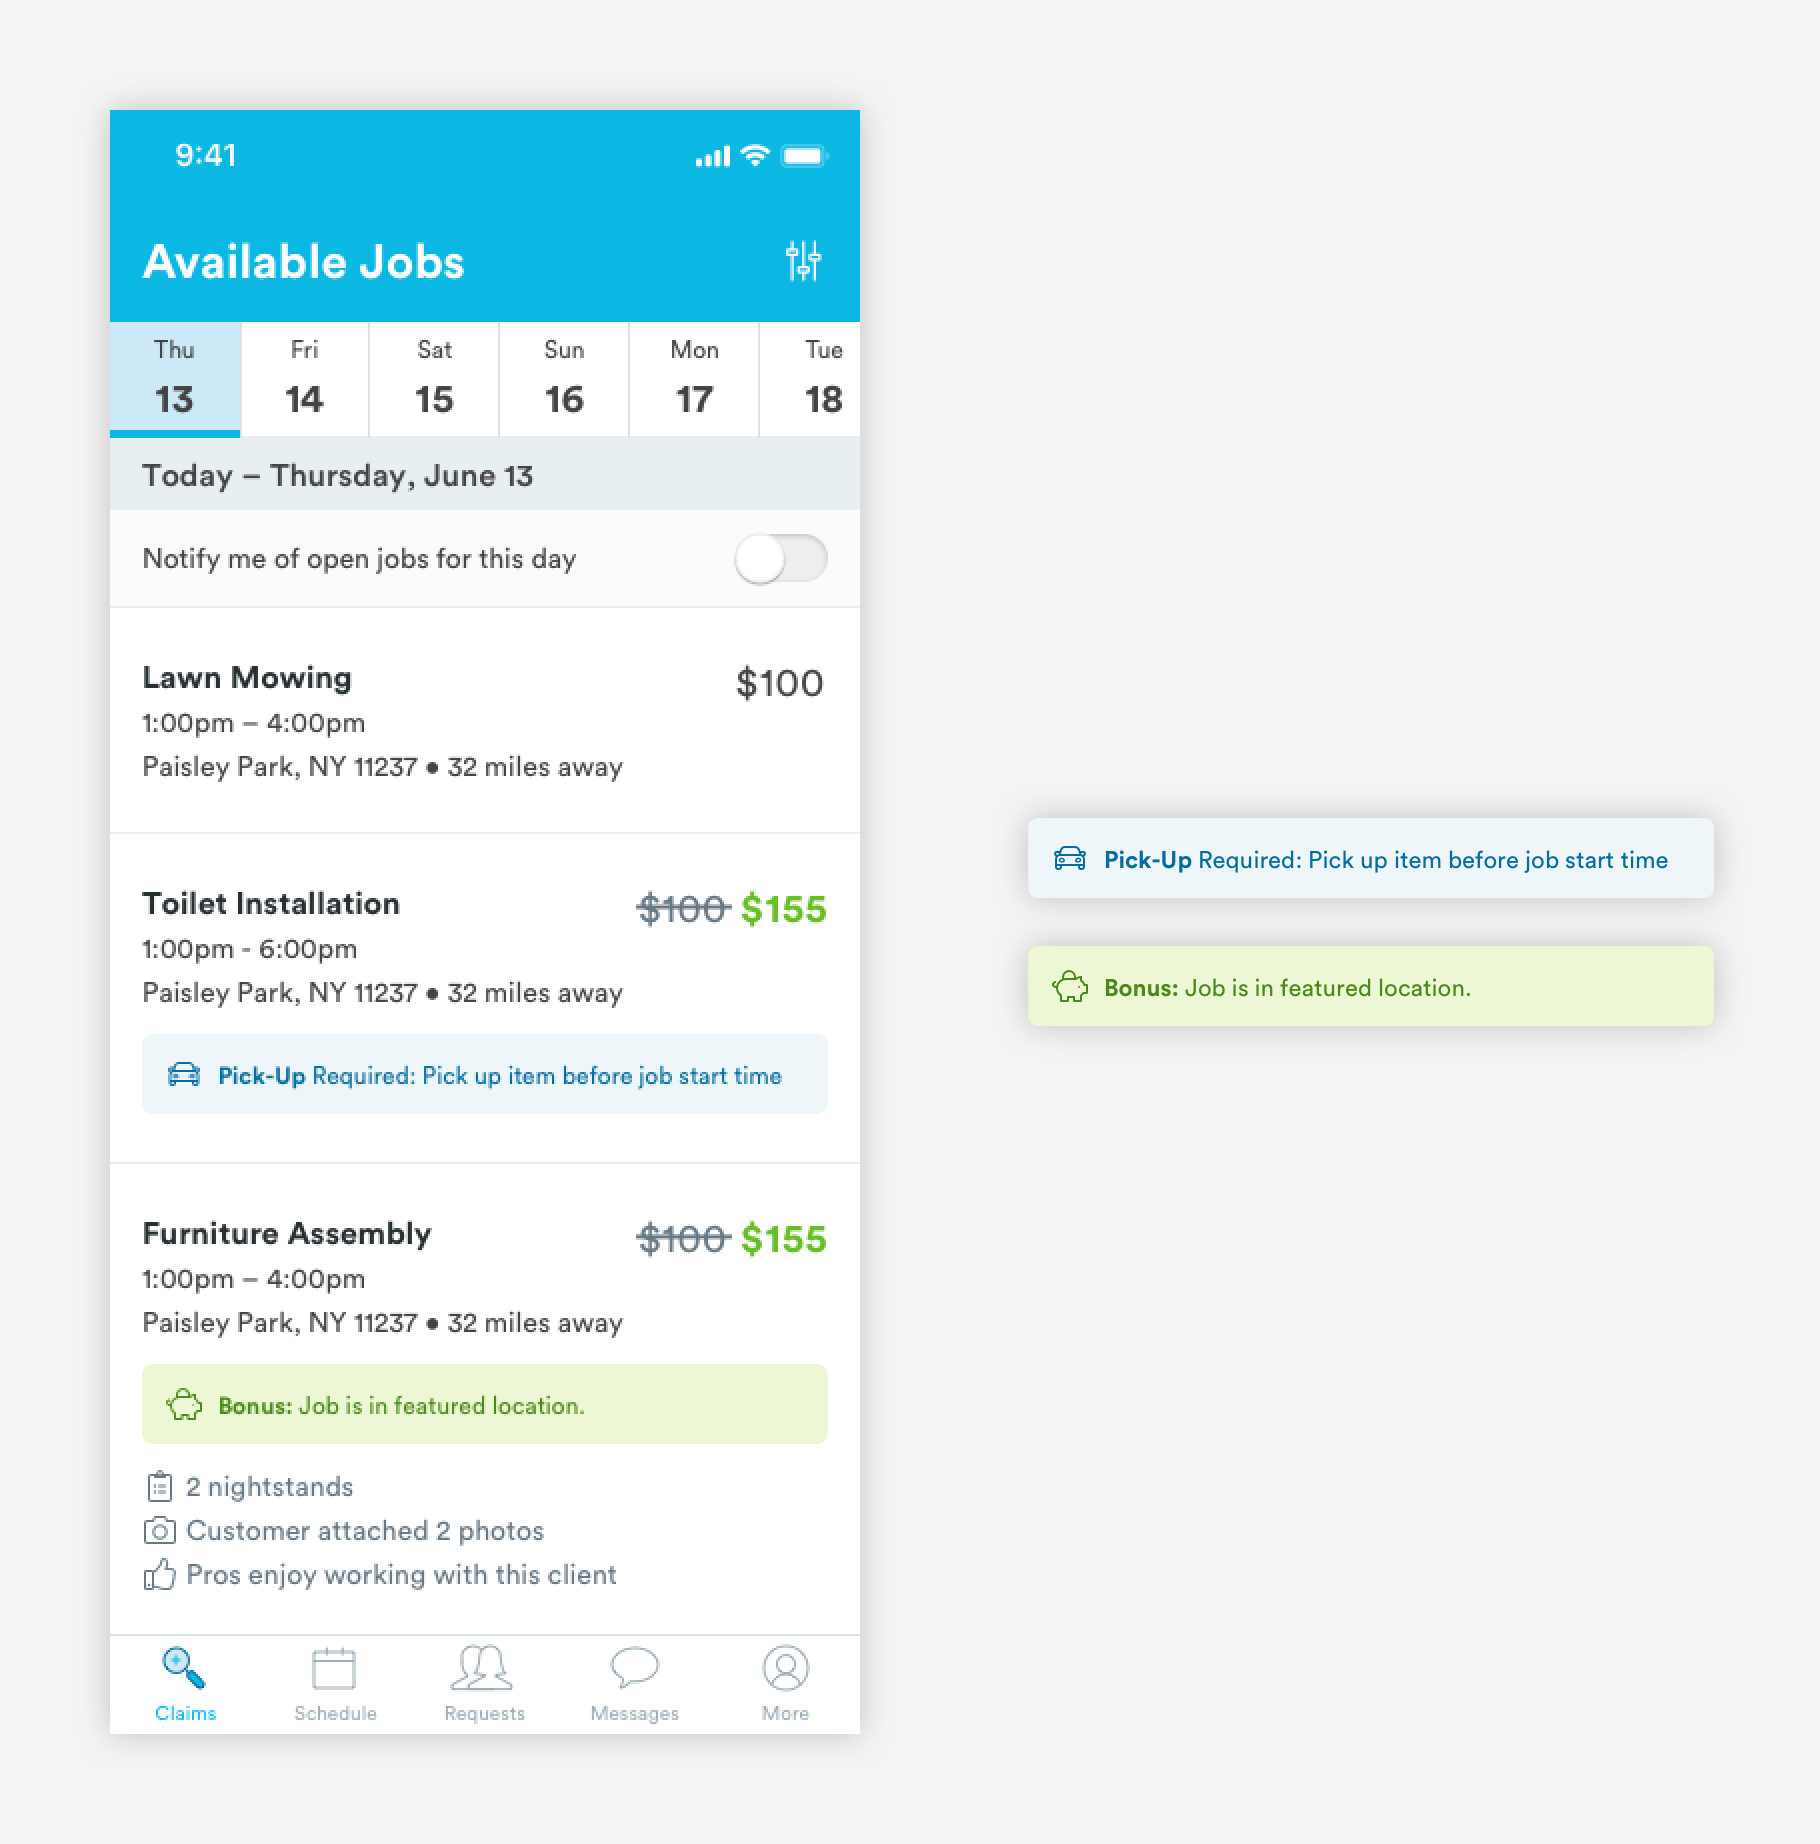 9:41
Available Jobs
Thu Fri Sat Sun Mon Tue
13 14 15 16 17 18
Today – Thursday, June 13
Notify me of open jobs for this day
Lawn Mowing $100
1:00pm – 4:00pm
Paisley Park, NY 11237 • 32 miles away
Toilet Installation $100 $155
1:00pm - 6:00pm
Paisley Park, NY 11237 • 32 miles away
Pick-Up Required: Pick up item before job start time
Furniture Assembly $100 $155
1:00pm – 4:00pm
Paisley Park, NY 11237 • 32 miles away
Bonus: Job is in featured location.
2 nightstands
Customer attached 2 photos
Pros enjoy working with this client
Claims Schedule Requests Messages More
Pick-Up Required: Pick up item before job start time
Bonus: Job is in featured location.